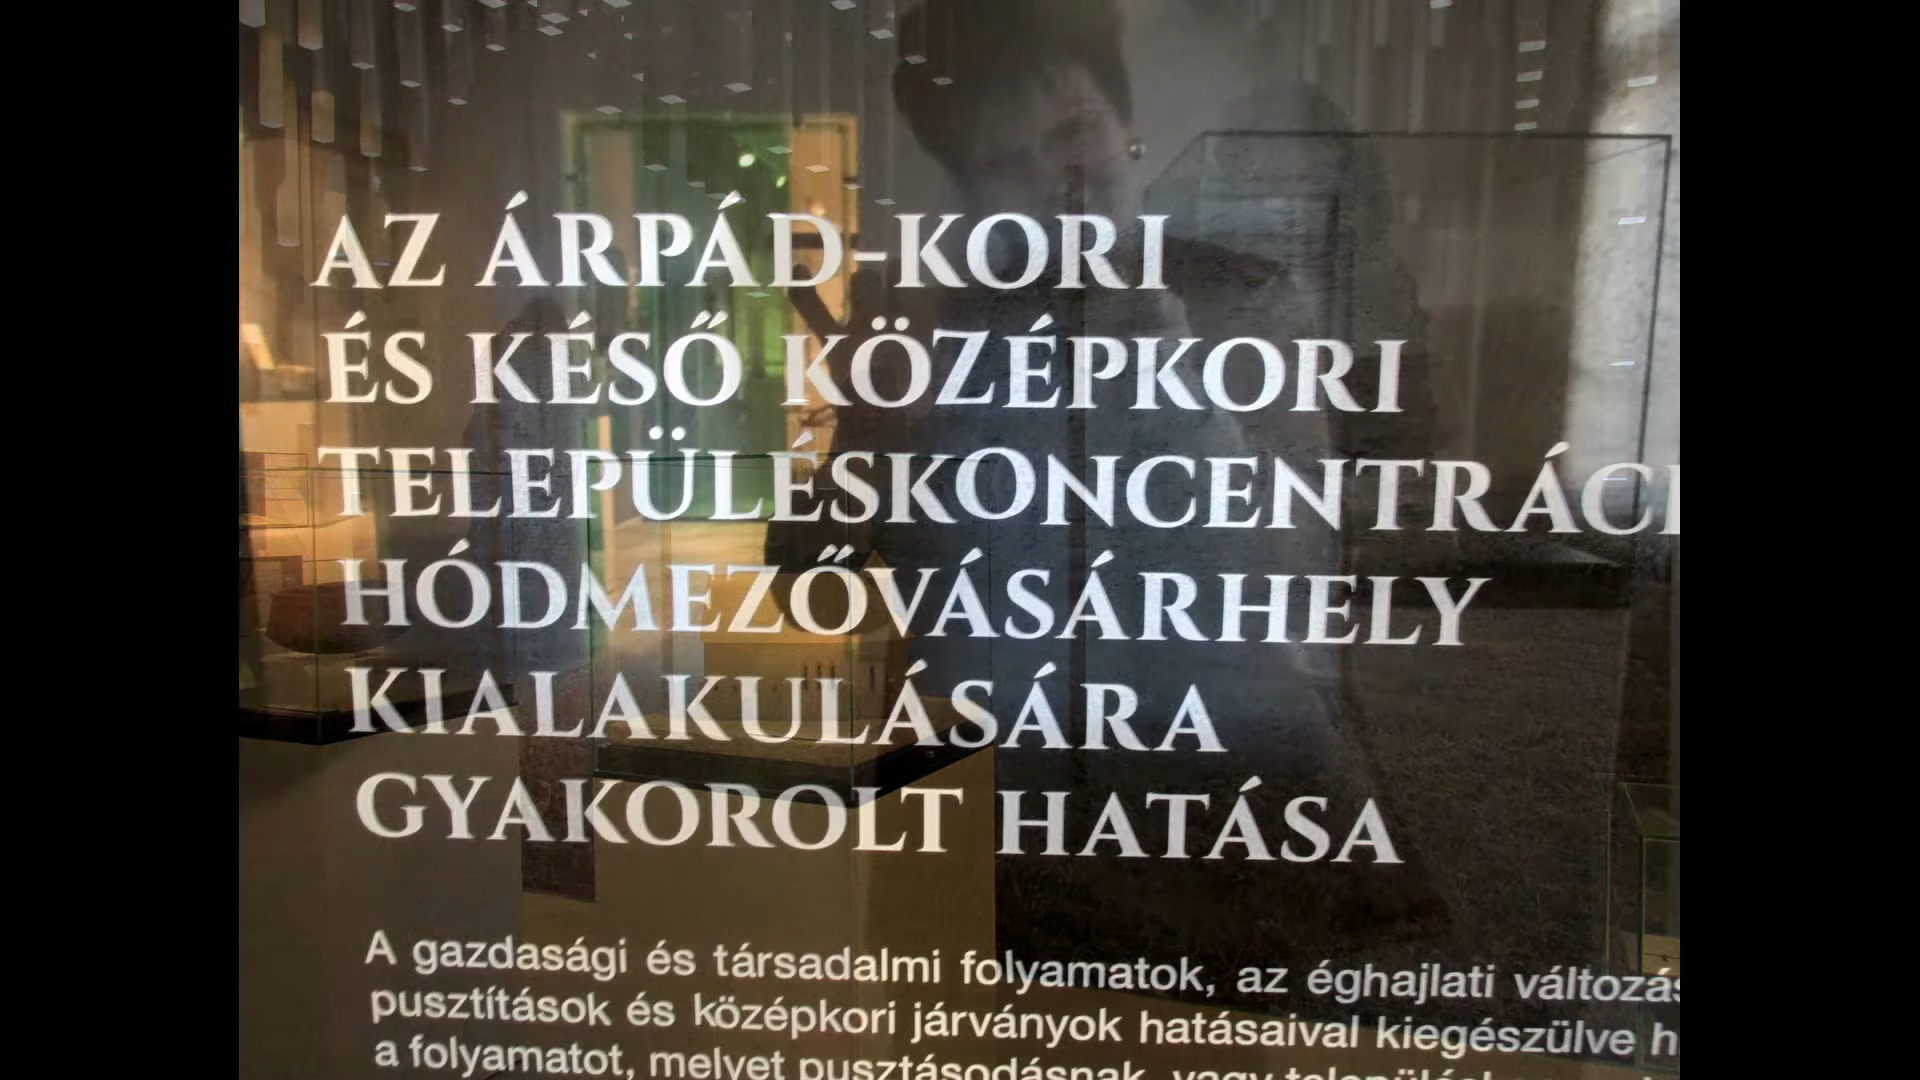 AZ ÁRPÁD-KORI
ÉS KÉSŐ KÖZÉPKORI
TELEPÜLÉSKONCENTRÁCI
HÓDMEZŐVÁSÁRHELY
KIALAKULÁSÁRA
GYAKOROLT HATÁSA
A gazdasági és társadalmi folyamatok, az éghajlati változás
pusztítások és középkori járványok hatásaival kiegészülve h
a folyamatot, melyet pusztásodásnak, vagy